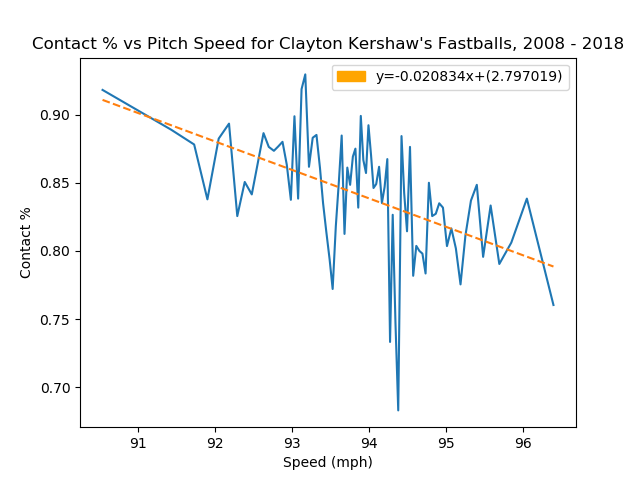 Contact % vs Pitch Speed for Clayton Kershaw's Fastballs, 2008 - 2018
y=-0.020834x+(2.797019)
0.90
0.85
0.80
0.75
0.70
Contact %
91 92 93 94 95 96
Speed (mph)